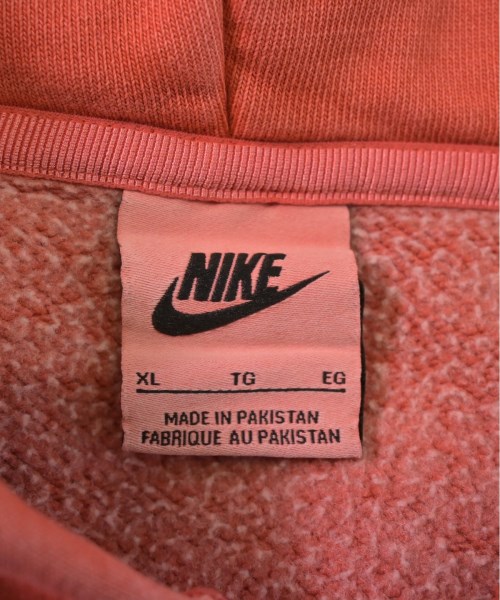 NIKE
XL TG EG
MADE IN PAKISTAN
FABRIQUE AU PAKISTAN